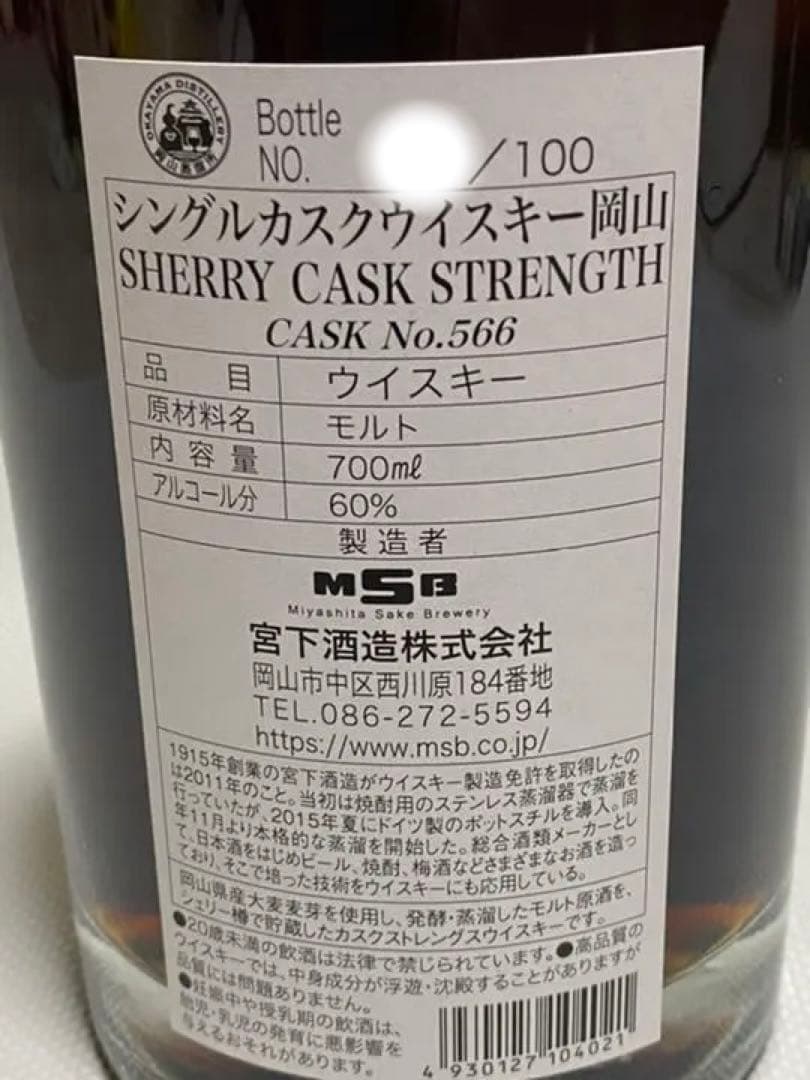 OKAYAMA DISTILLERY
岡山蒸溜所
Bottle
NO. /100
シングルカスクウイスキー岡山
SHERRY CASK STRENGTH
CASK No.566
品目 ウイスキー
原材料名 モルト
内容量 700㎖
アルコール分 60%
製造者
MSB
Miyashita Sake Brewery
宮下酒造株式会社
岡山市中区西川原184番地
TEL.086-272-5594
https://www.msb.co.jp/
1915年創業の宮下酒造がウイスキー製造免許を取得したの
は2011年のこと。当初は焼酎用のステンレス蒸溜器で蒸溜を
行っていたが、2015年夏にドイツ製のポットスチルを導入。同
年11月より本格的な蒸溜を開始した。総合酒類メーカーとし
て、日本酒をはじめビール、焼酎、梅酒などさまざまなお酒を造っ
ており、そこで培った技術をウイスキーにも応用している。
岡山県産大麦麦芽を使用し、発酵・蒸溜したモルト原酒を、
シェリー樽で貯蔵したカスクストレングスウイスキーです。
●20歳未満の飲酒は法律で禁じられています。●高品質の
ウイスキーでは、中身成分が浮遊・沈殿することがありますが
品質には問題ありません。
●妊娠中や授乳期の飲酒は、
胎児・乳児の発育に悪影響を
与えるおそれがあります。
4 930127 104021